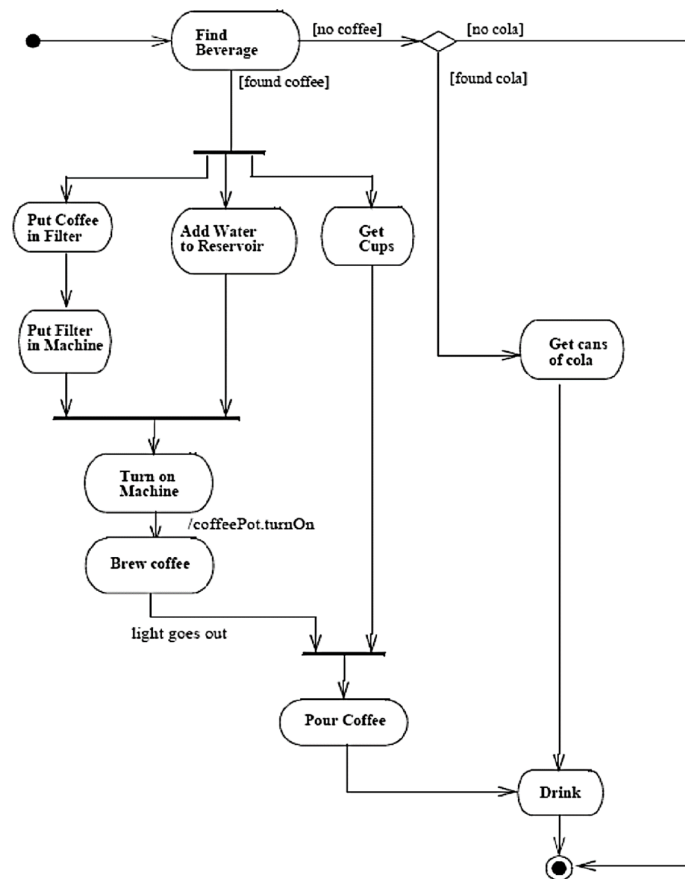 Find
Beverage
[no coffee]
[no cola]
[found coffee]
[found cola]
Put Coffee
in Filter
Add Water
to Reservoir
Get
Cups
Put Filter
in Machine
Get cans
of cola
Turn on
Machine
/coffeePot.turnOn
Brew coffee
light goes out
Pour Coffee
Drink